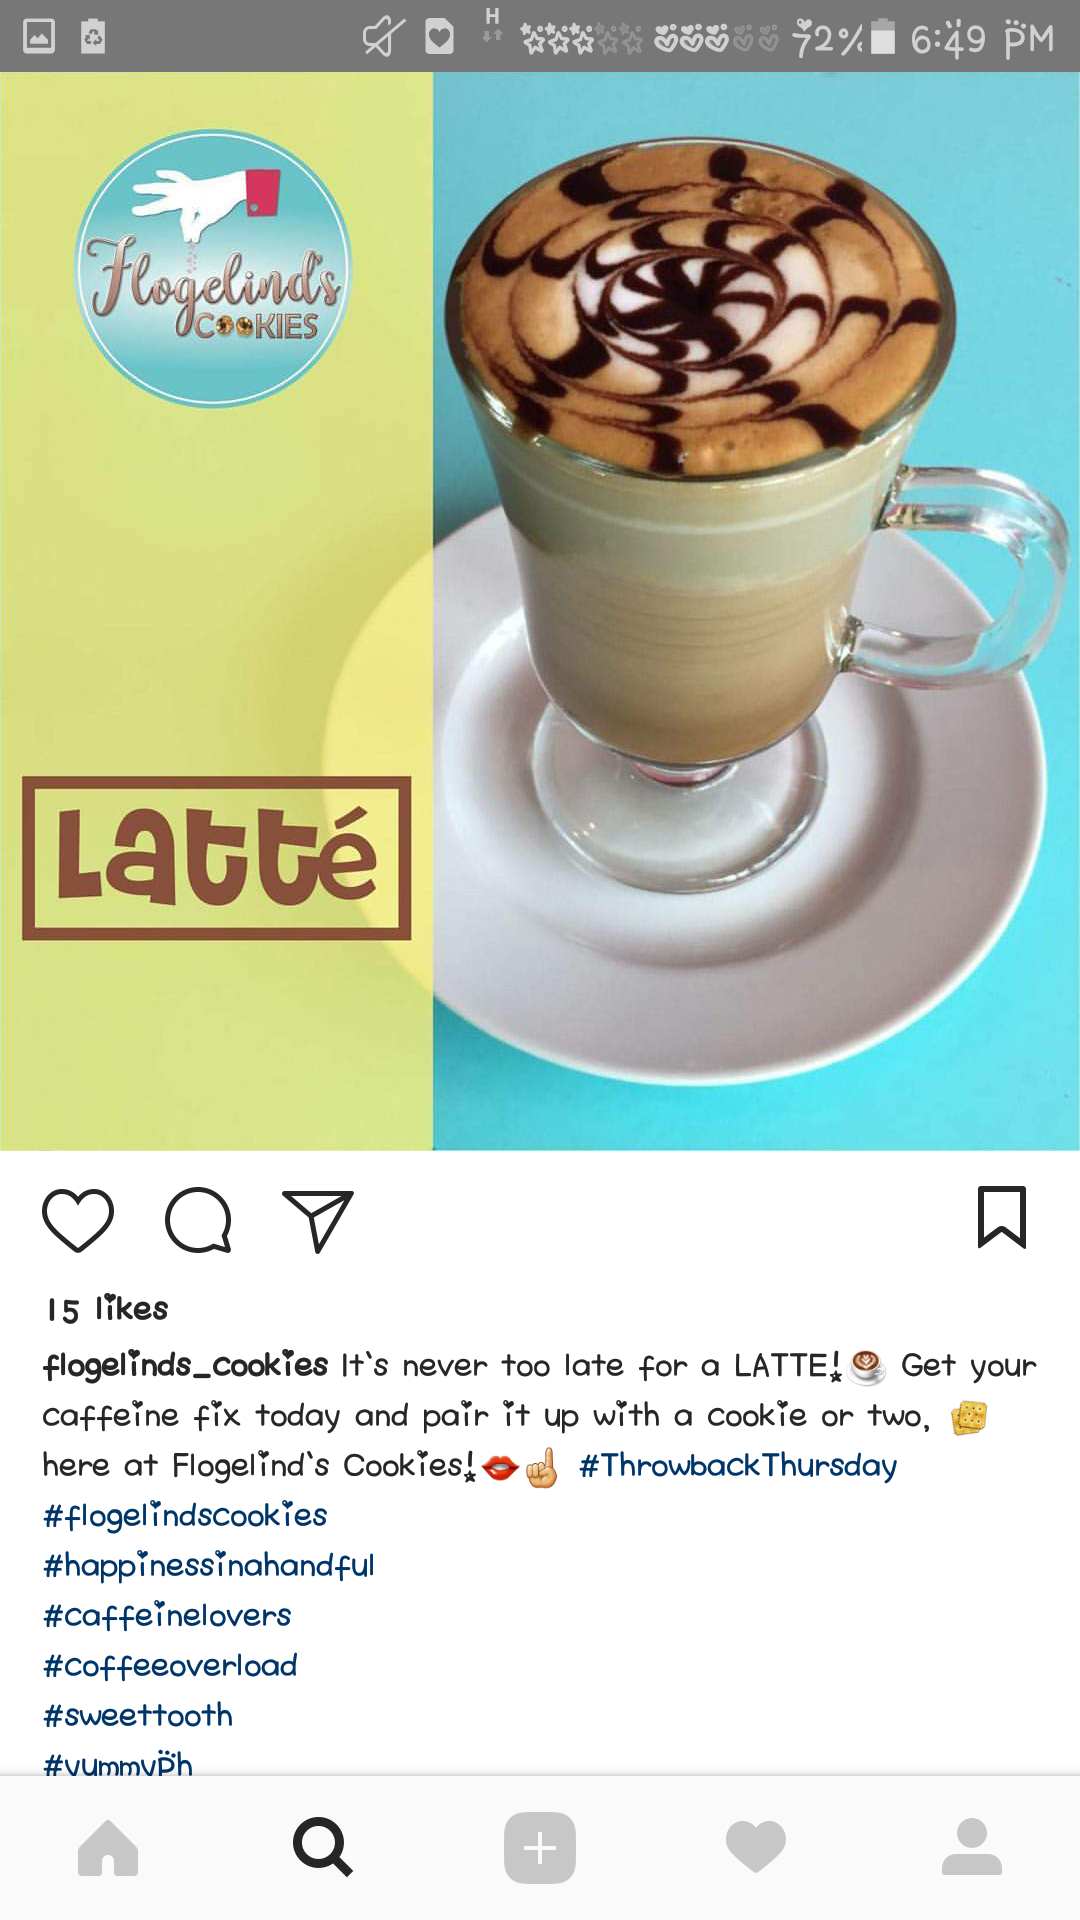 H
72% 6:49 PM
Flogelind's
COOKIES
Latté
15 likes
flogelinds_cookies It's never too late for a LATTE!☕ Get your
caffeine fix today and pair it up with a cookie or two,
here at Flogelind's Cookies!👄☝ #ThrowbackThursday
#flogelindscookies
#happinessinahandful
#caffeinelovers
#coffeeoverload
#sweettooth
#yummyPh